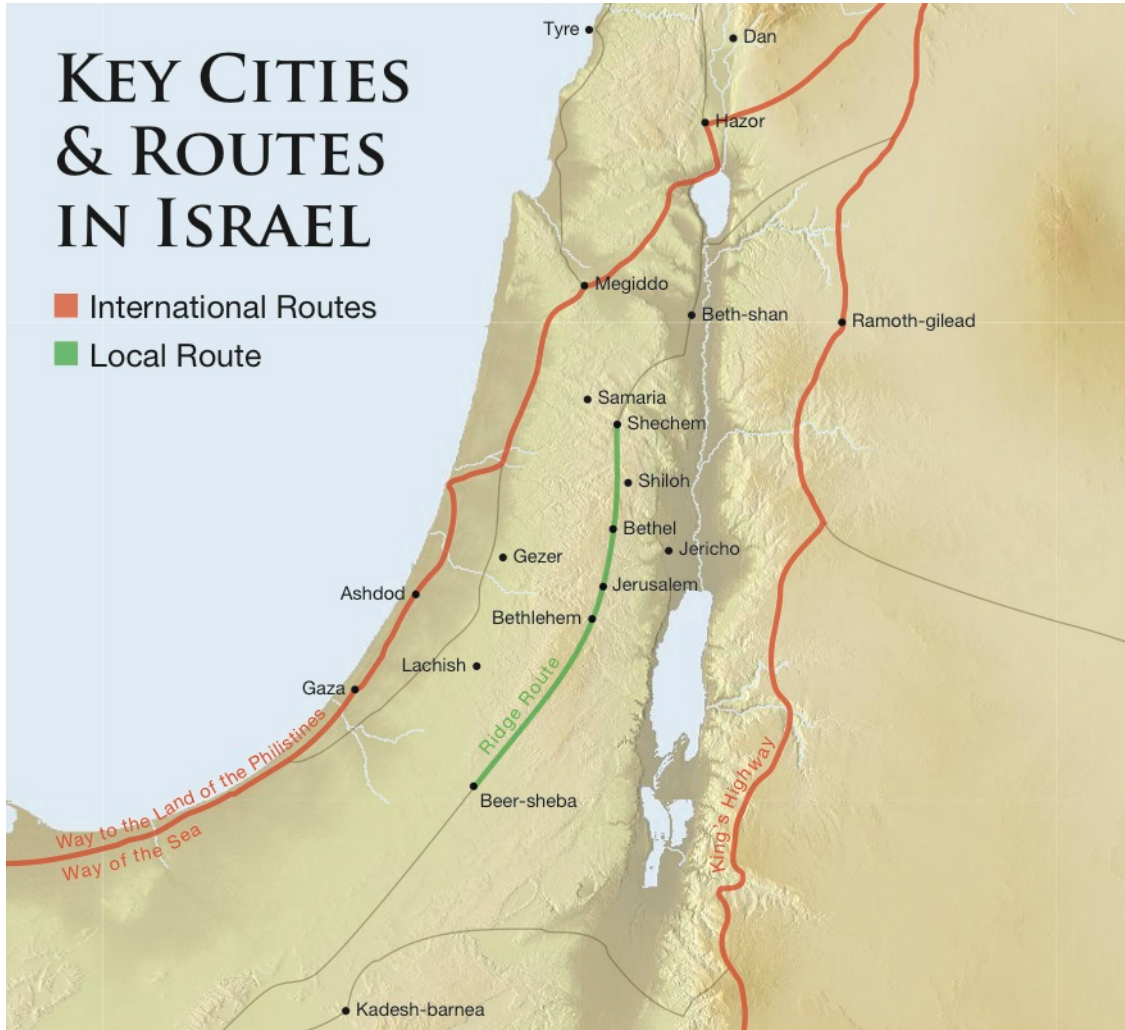 KEY CITIES
& ROUTES
IN ISRAEL
International Routes
Local Route
Tyre
Dan
Hazor
Megiddo
Beth-shan
Ramoth-gilead
Samaria
Shechem
Shiloh
Bethel
Gezer
Jericho
Ashdod
Jerusalem
Bethlehem
Lachish
Gaza
Ridge Route
Beer-sheba
Way to the Land of the Philistines
Way of the Sea
King's Highway
Kadesh-barnea